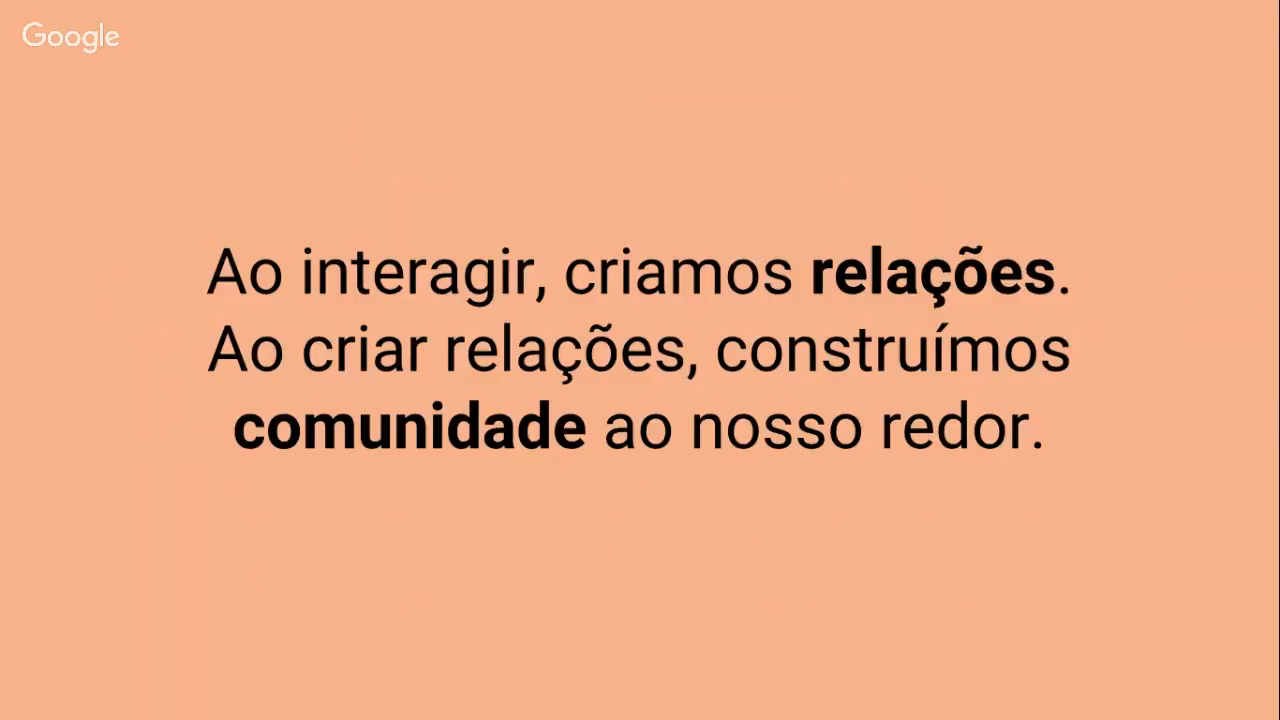 Google
Ao interagir, criamos relações.
Ao criar relações, construímos
comunidade ao nosso redor.